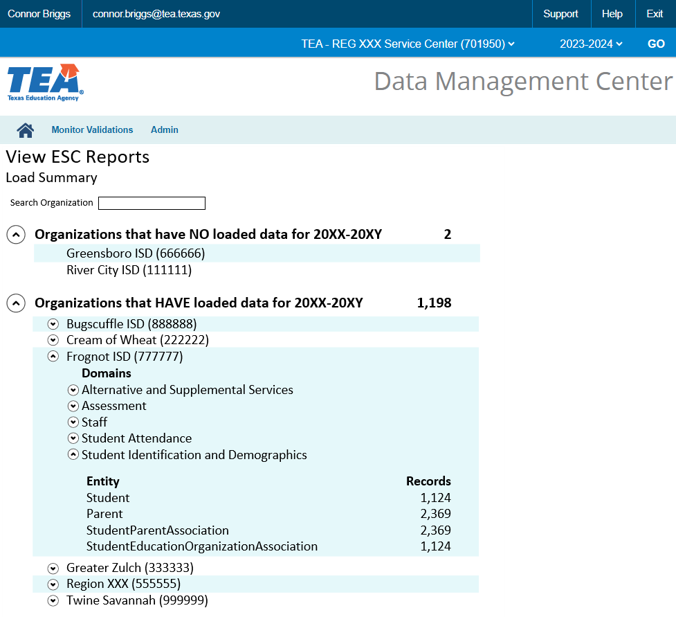 Connor Briggs connor.briggs@tea.texas.gov Support Help Exit
TEA - REG XXX Service Center (701950) 2023-2024 GO
TEA
Texas Education Agency
Data Management Center
Monitor Validations Admin
View ESC Reports
Load Summary
Search Organization
Organizations that have NO loaded data for 20XX-20XY 2
Greensboro ISD (666666)
River City ISD (111111)
Organizations that HAVE loaded data for 20XX-20XY 1,198
Bugscuffle ISD (888888)
Cream of Wheat (222222)
Frognot ISD (777777)
Domains
Alternative and Supplemental Services
Assessment
Staff
Student Attendance
Student Identification and Demographics
Entity Records
Student 1,124
Parent 2,369
StudentParentAssociation 2,369
StudentEducationOrganizationAssociation 1,124
Greater Zulch (333333)
Region XXX (555555)
Twine Savannah (999999)